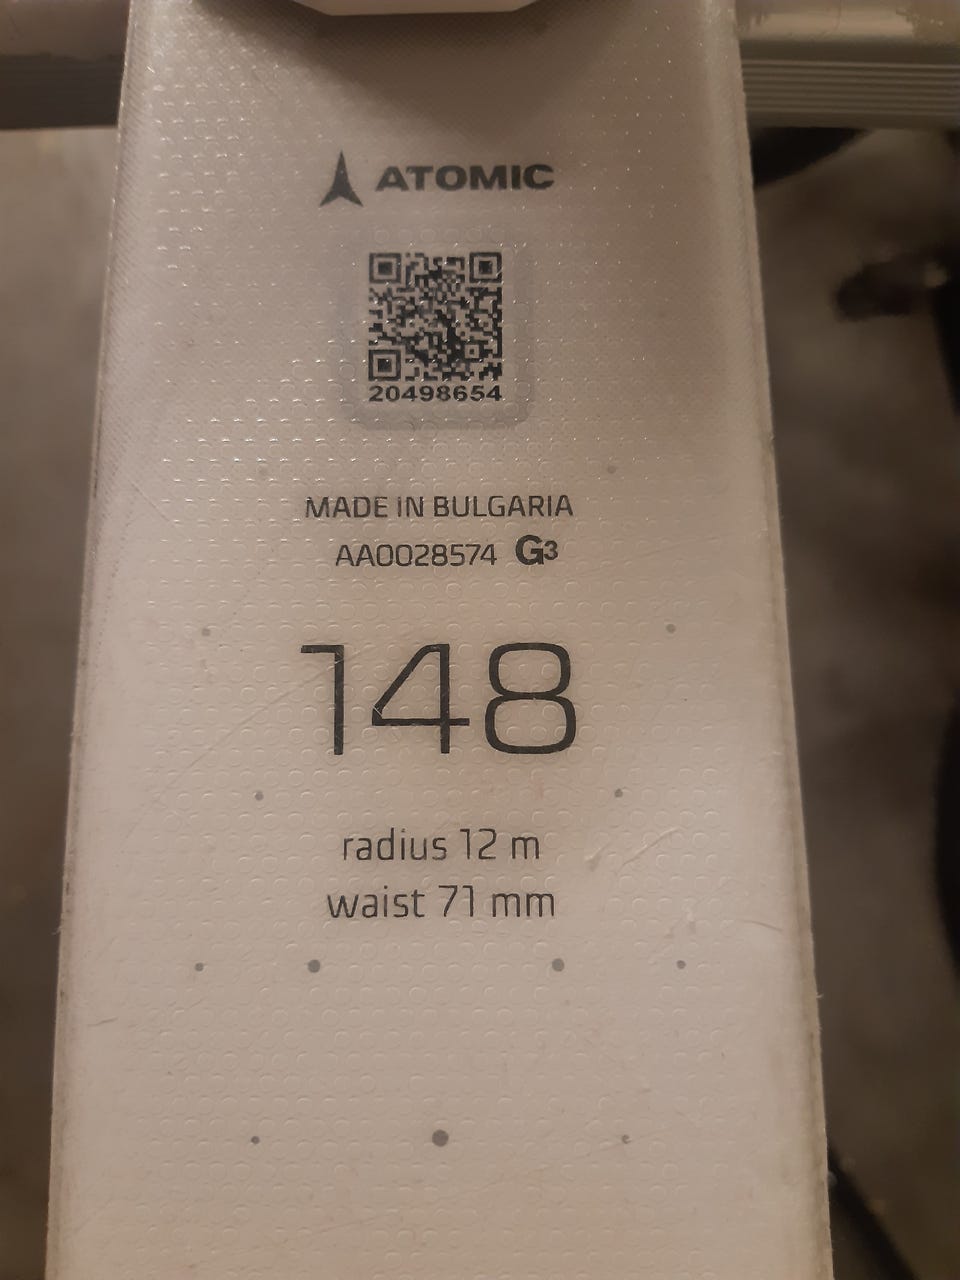 ATOMIC
20498654
MADE IN BULGARIA
AA0028574 G3
148
radius 12 m
waist 71 mm